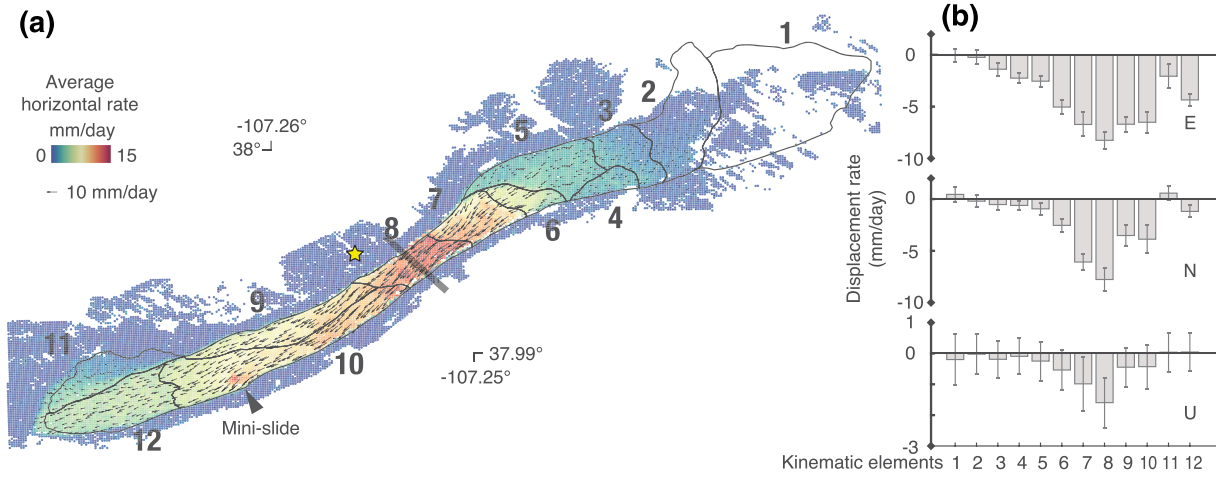 (a)
Average
horizontal rate
mm/day
0 15
← 10 mm/day
-107.26°
38°
37.99°
-107.25°
1
2
3
5
4
7
6
8
9
11
10
12
Mini-slide
(b)
Displacement rate
(mm/day)
0
-5
-10
E
0
-5
-10
N
1
0
-3
U
Kinematic elements 1 2 3 4 5 6 7 8 9 10 11 12